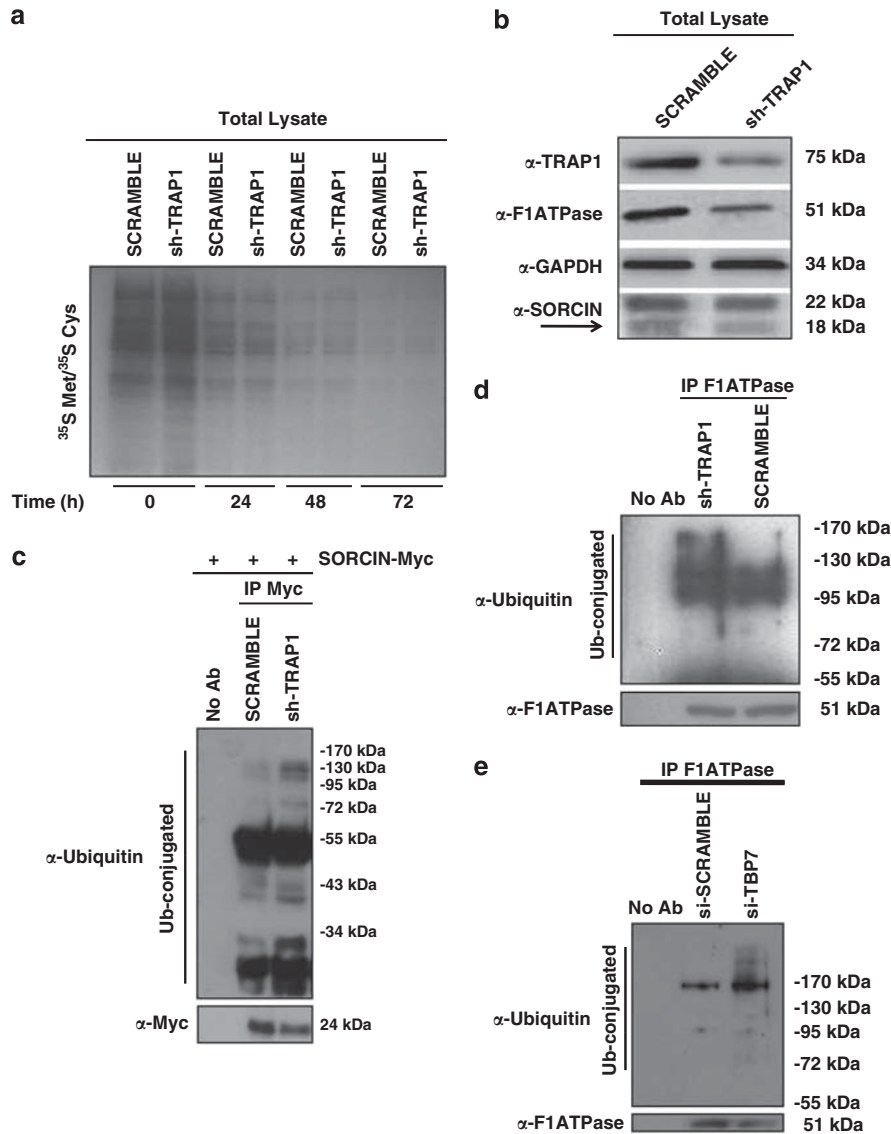 a
Total Lysate
SCRAMBLE
sh-TRAP1
SCRAMBLE
sh-TRAP1
SCRAMBLE
sh-TRAP1
SCRAMBLE
sh-TRAP1
³⁵S Met/³⁵S Cys
Time (h) 0 24 48 72
b
Total Lysate
SCRAMBLE
sh-TRAP1
α-TRAP1 75 kDa
α-F1ATPase 51 kDa
α-GAPDH 34 kDa
α-SORCIN 22 kDa
18 kDa
c
+ + + SORCIN-Myc
IP Myc
No Ab
SCRAMBLE
sh-TRAP1
-170 kDa
-130 kDa
-95 kDa
-72 kDa
-55 kDa
-43 kDa
-34 kDa
α-Ubiquitin
Ub-conjugated
α-Myc 24 kDa
d
IP F1ATPase
No Ab
sh-TRAP1
SCRAMBLE
-170 kDa
-130 kDa
-95 kDa
-72 kDa
-55 kDa
α-Ubiquitin
Ub-conjugated
α-F1ATPase 51 kDa
e
IP F1ATPase
No Ab
si-SCRAMBLE
si-TBP7
-170 kDa
-130 kDa
-95 kDa
-72 kDa
-55 kDa
α-Ubiquitin
Ub-conjugated
α-F1ATPase 51 kDa